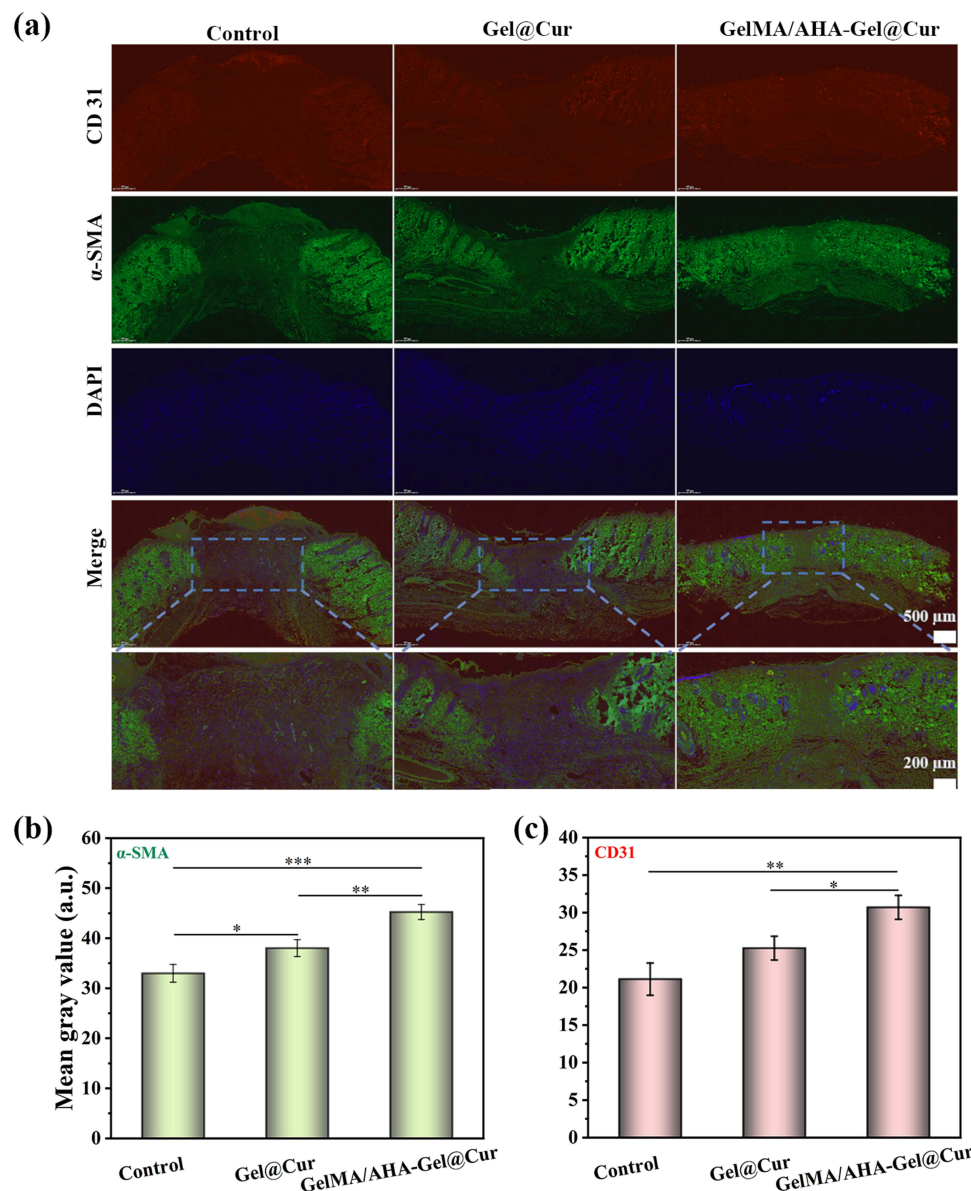 (a)
Control
Gel@Cur
GelMA/AHA-Gel@Cur
CD 31
α-SMA
DAPI
Merge
500 μm
200 μm
(b)
α-SMA
Mean gray value (a.u.)
60
50
40
30
20
10
0
***
**
*
Control
Gel@Cur
GelMA/AHA-Gel@Cur
(c)
CD31
40
35
30
25
20
15
10
5
0
**
*
Control
Gel@Cur
GelMA/AHA-Gel@Cur